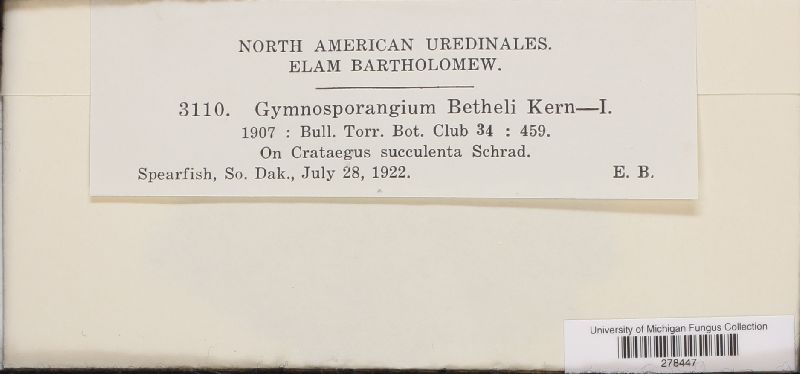 NORTH AMERICAN UREDINALES.
ELAM BARTHOLOMEW.
3110. Gymnosporangium Betheli Kern—I.
1907 : Bull. Torr. Bot. Club 34 : 459.
On Crataegus succulenta Schrad.
Spearfish, So. Dak., July 28, 1922. E. B.
University of Michigan Fungus Collection
278447